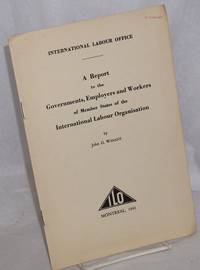 INTERNATIONAL LABOUR OFFICE
A Report
to the
Governments, Employers and Workers
of Member States of the
International Labour Organisation
by
John G. Winant
ILO
MONTREAL,